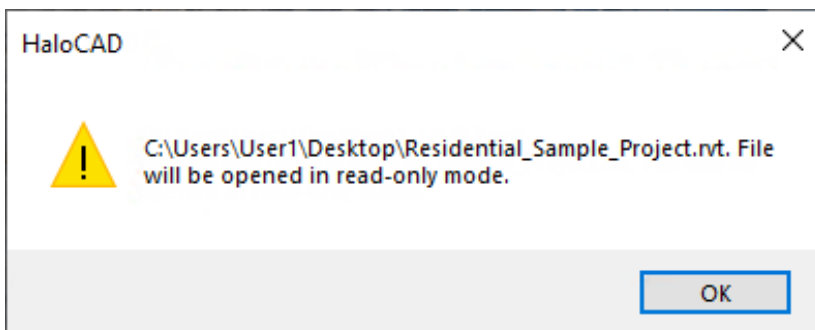 HaloCAD
C:\Users\User1\Desktop\Residential_Sample_Project.rvt. File
will be opened in read-only mode.
OK